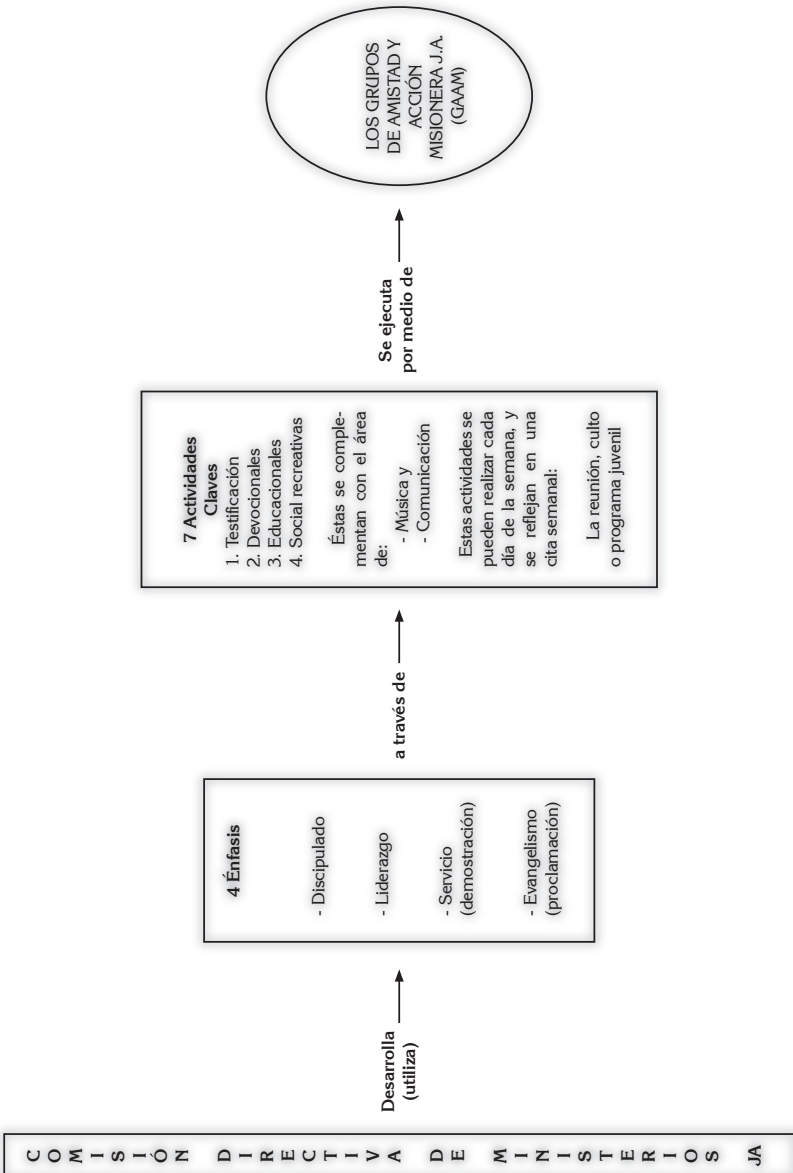 COMISIÓN DIRECTIVA DE MINISTERIOS JA
Desarrolla
(utiliza)
4 Énfasis
- Discipulado
- Liderazgo
- Servicio
(demostración)
- Evangelismo
(proclamación)
a través de
7 Actividades
Claves
1. Testificación
2. Devocionales
3. Educacionales
4. Social recreativas
Éstas se comple-
mentan con el área
de:
- Música y
- Comunicación
Estas actividades se
pueden realizar cada
día de la semana, y
se reflejan en una
cita semanal:
La reunión, culto
o programa juvenil
Se ejecuta
por medio de
LOS GRUPOS
DE AMISTAD Y
ACCIÓN
MISIONERA J.A.
(GAAM)